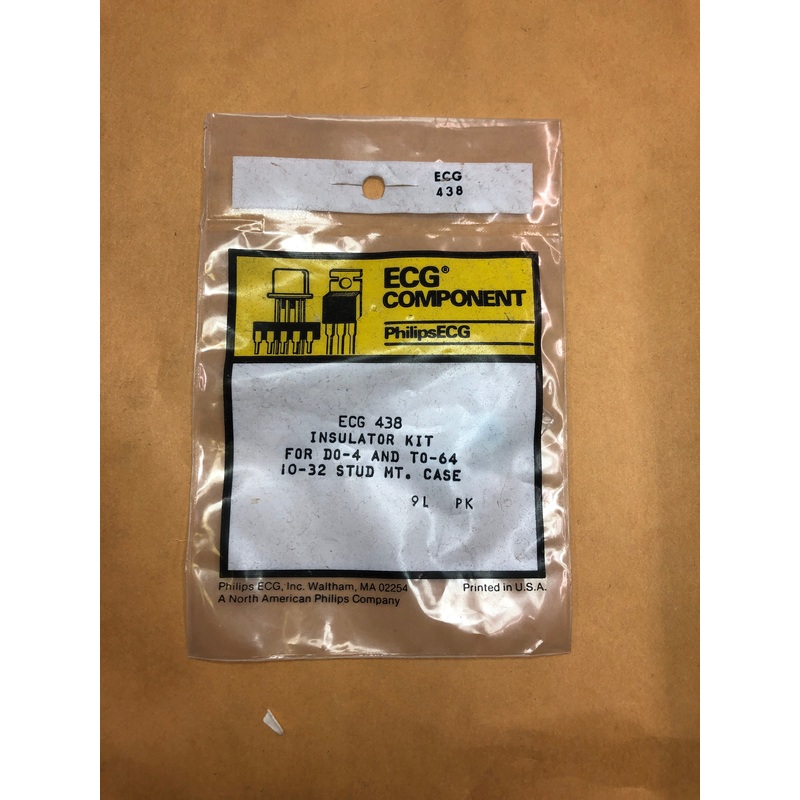 ECG
438
ECG®
COMPONENT
PhilipsECG
ECG 438
INSULATOR KIT
FOR DO-4 AND TO-64
10-32 STUD MT. CASE
9L PK
Philips ECG, Inc. Waltham, MA 02254 Printed in U.S.A.
A North American Philips Company